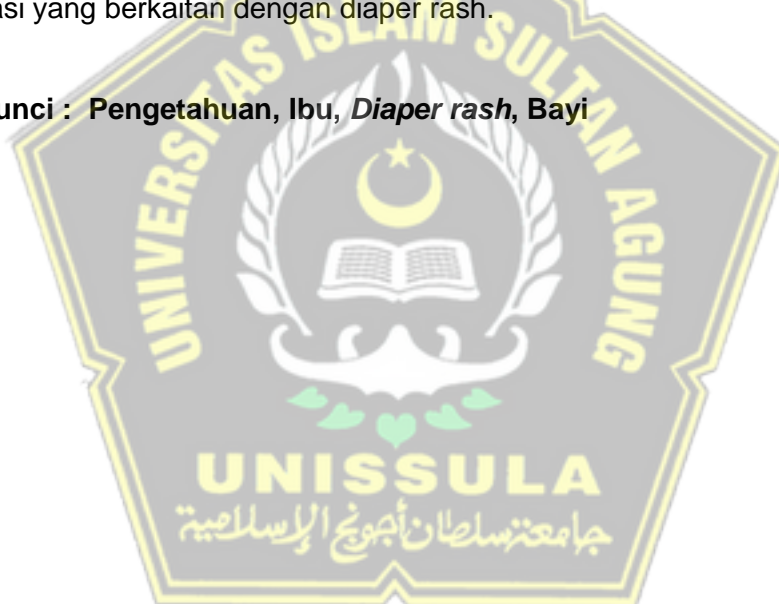 asi yang berkaitan dengan diaper rash.
UNIVERSITAS ISLAM SULTAN AGUNG
unci : Pengetahuan, Ibu, Diaper rash, Bayi
UNISSULA
جامعة سلطان أجونج الإسلامية